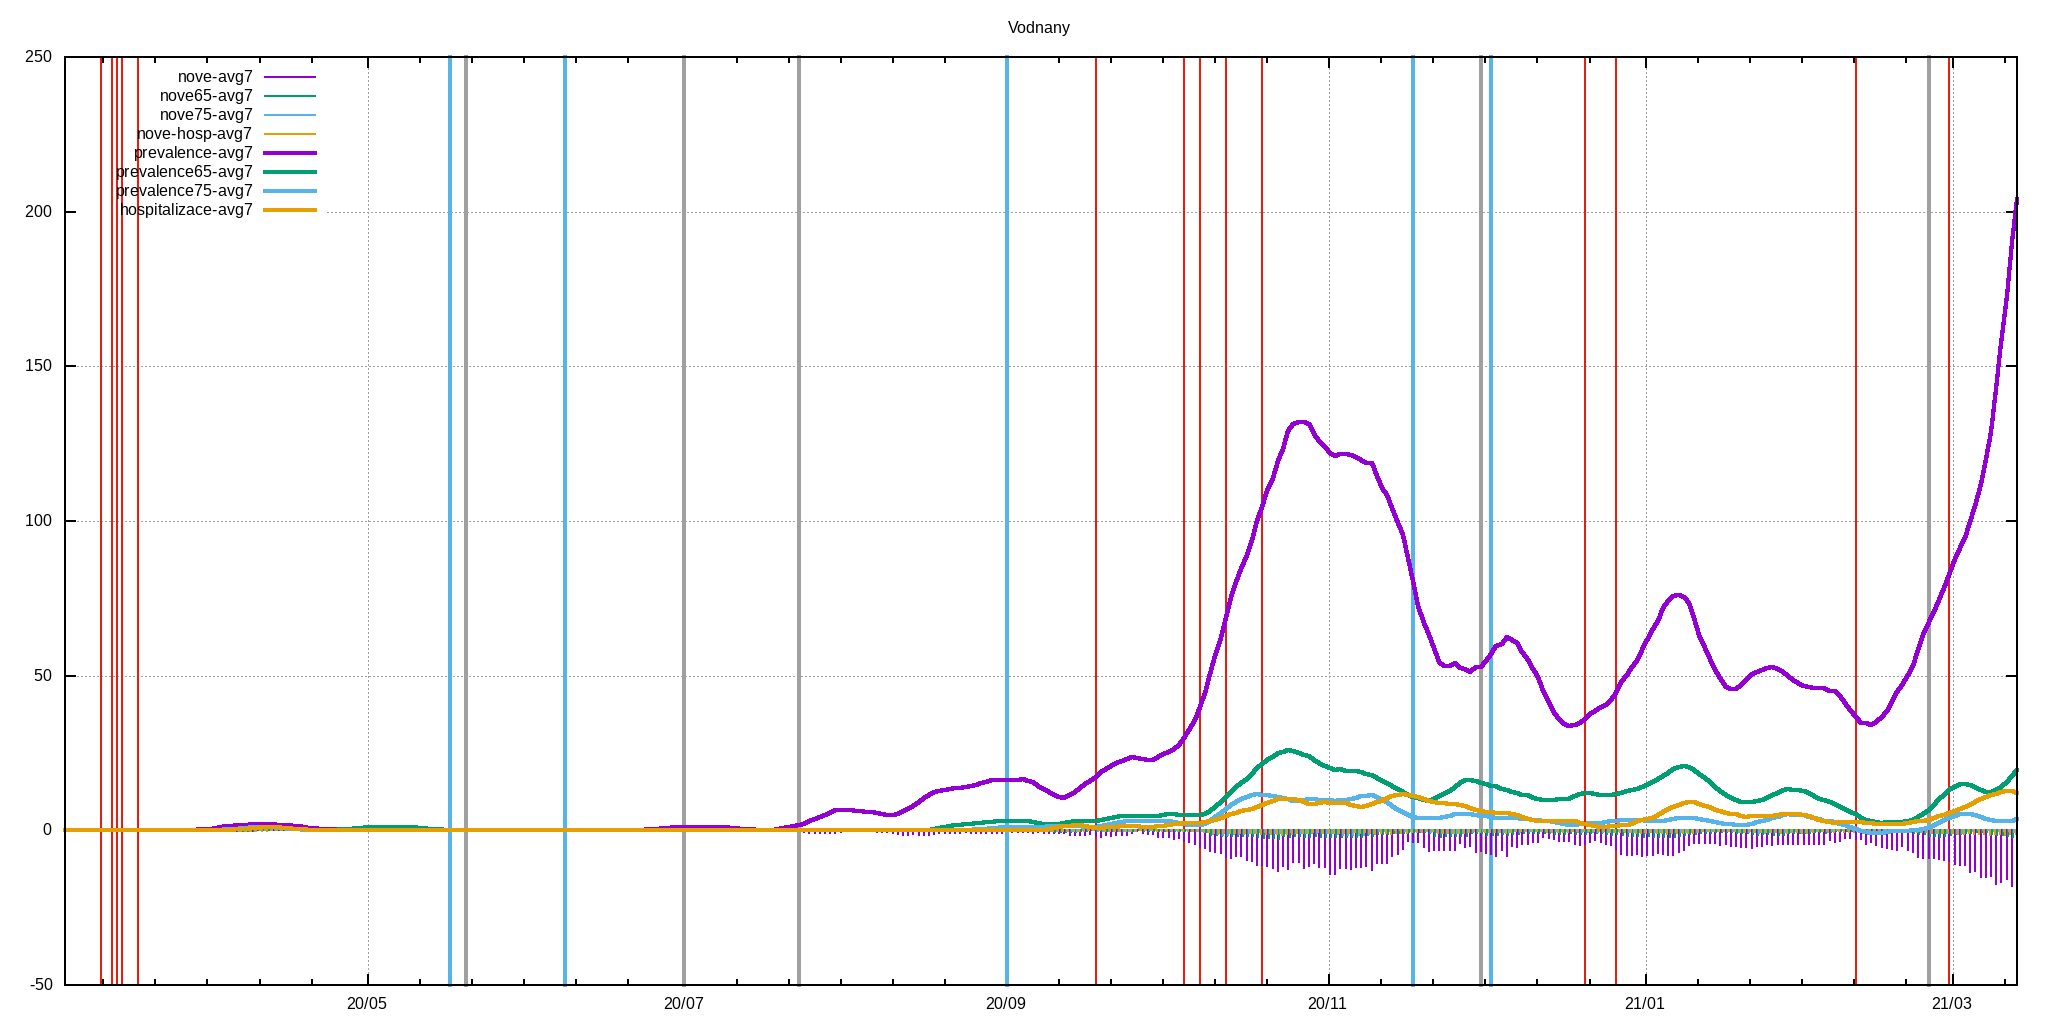 Vodnany
250
200
150
100
50
0
-50
nove-avg7
nove65-avg7
nove75-avg7
nove-hosp-avg7
prevalence-avg7
prevalence65-avg7
prevalence75-avg7
hospitalizace-avg7
20/05 20/07 20/09 20/11 21/01 21/03